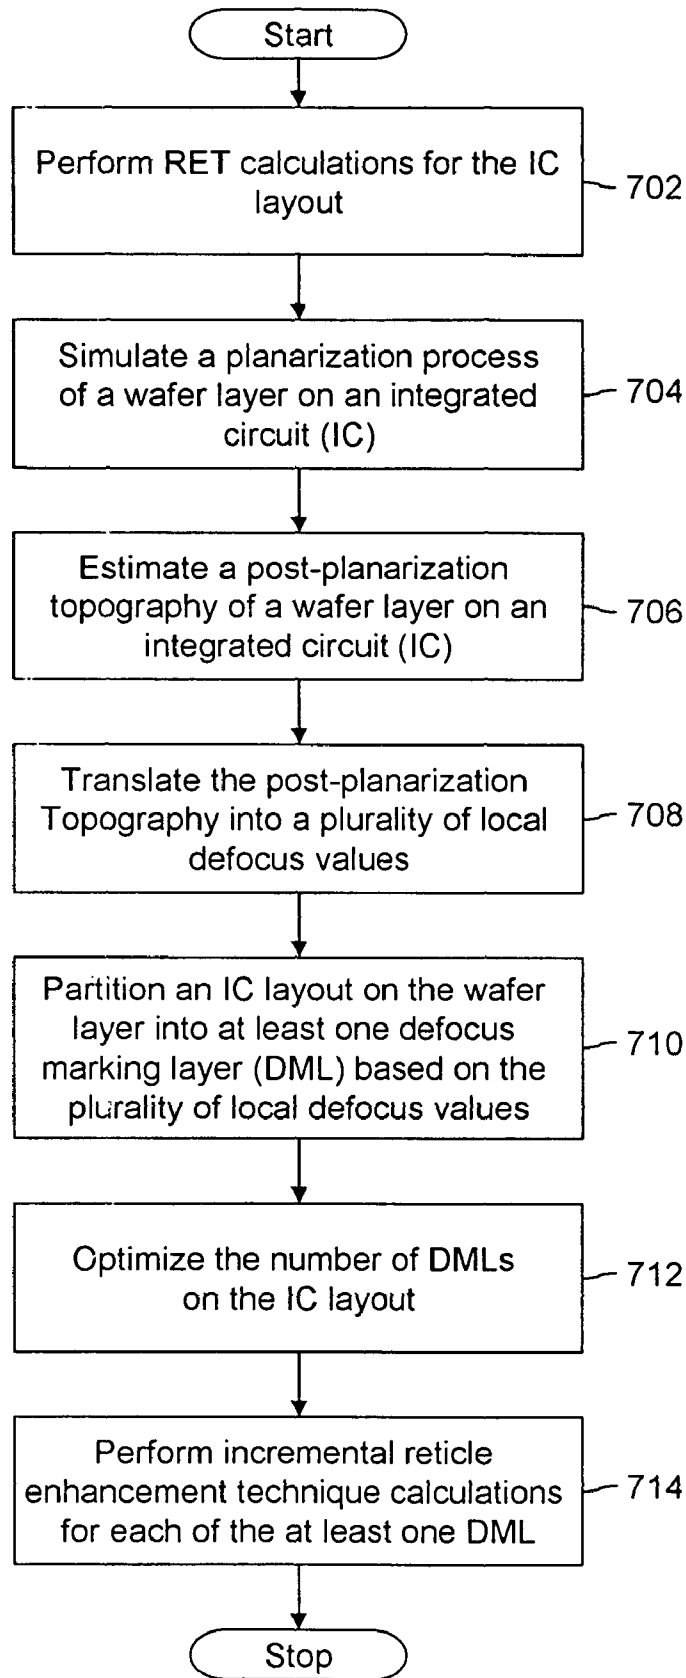 Start
Perform RET calculations for the IC
layout
702
Simulate a planarization process
of a wafer layer on an integrated
circuit (IC)
704
Estimate a post-planarization
topography of a wafer layer on an
integrated circuit (IC)
706
Translate the post-planarization
Topography into a plurality of local
defocus values
708
Partition an IC layout on the wafer
layer into at least one defocus
marking layer (DML) based on the
plurality of local defocus values
710
Optimize the number of DMLs
on the IC layout
712
Perform incremental reticle
enhancement technique calculations
for each of the at least one DML
714
Stop